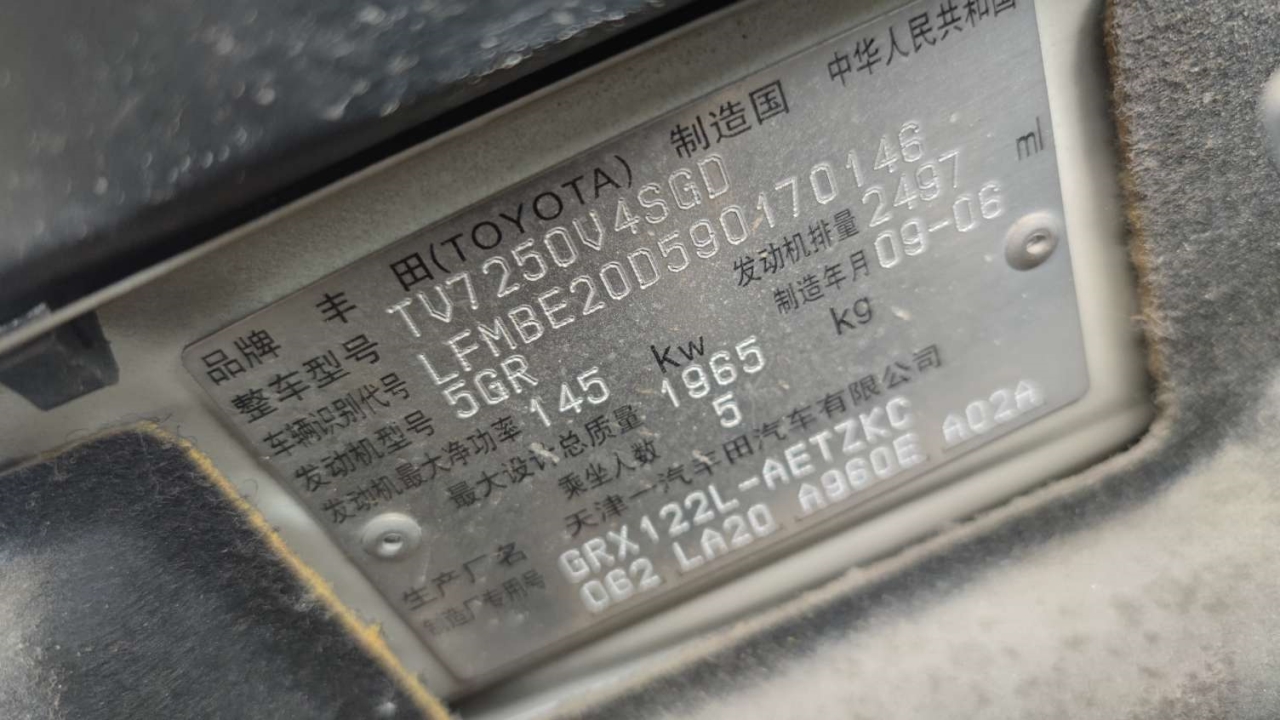 品牌 丰田(TOYOTA) 制造国 中华人民共和国
整车型号 TV7250V4SGD
车辆识别代号 LFMBE20D590170146
发动机型号 5GR 发动机排量 2497 ml
发动机最大净功率 145 kw 制造年月 09-06
最大设计总质量 1965 kg
乘坐人数 5
生产厂名 天津一汽丰田汽车有限公司
制造厂专用号 GRX122L-AETZKC
062 LA20 A960E A02A